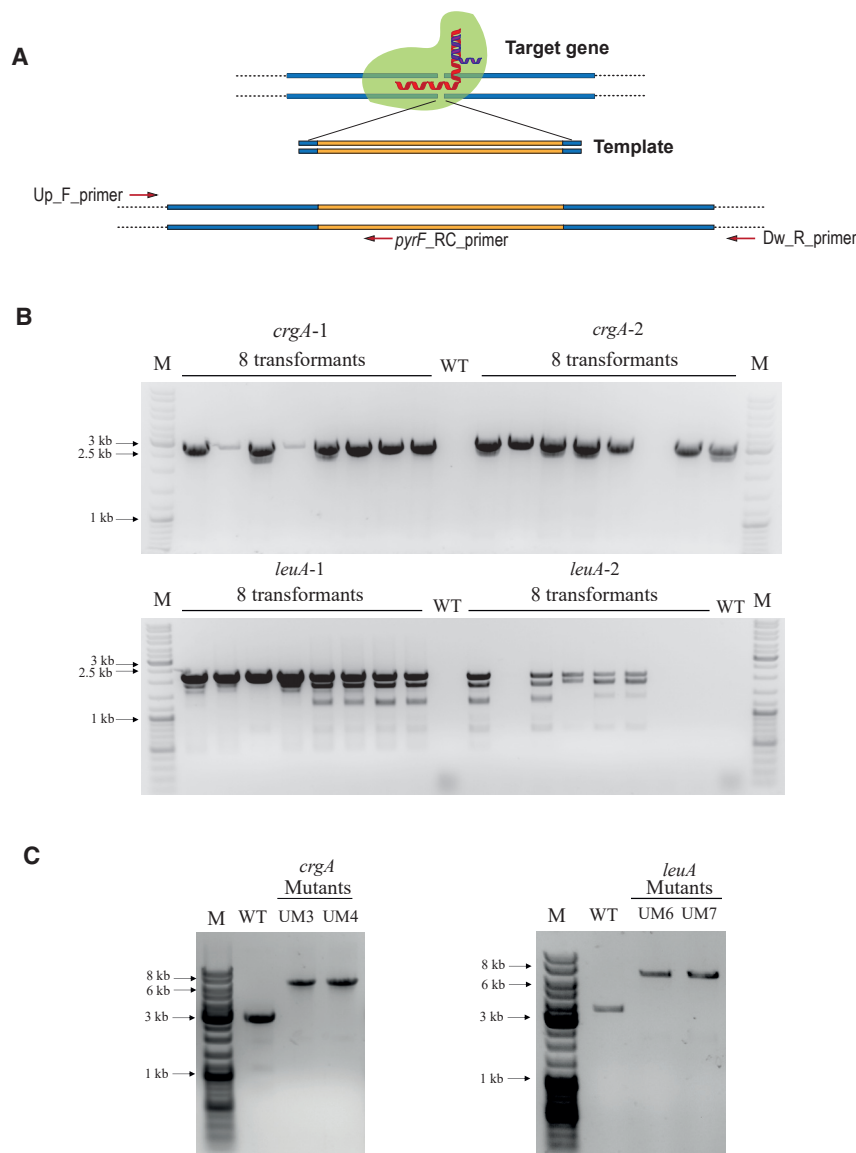 A
Target gene
Template
Up_F_primer
pyrF_RC_primer
Dw_R_primer
B
crgA-1
crgA-2
M
8 transformants
WT
8 transformants
M
3 kb
2.5 kb
1 kb
leuA-1
leuA-2
M
8 transformants
WT
8 transformants
WT
M
3 kb
2.5 kb
1 kb
C
crgA
Mutants
M
WT
UM3
UM4
8 kb
6 kb
3 kb
1 kb
leuA
Mutants
M
WT
UM6
UM7
8 kb
6 kb
3 kb
1 kb